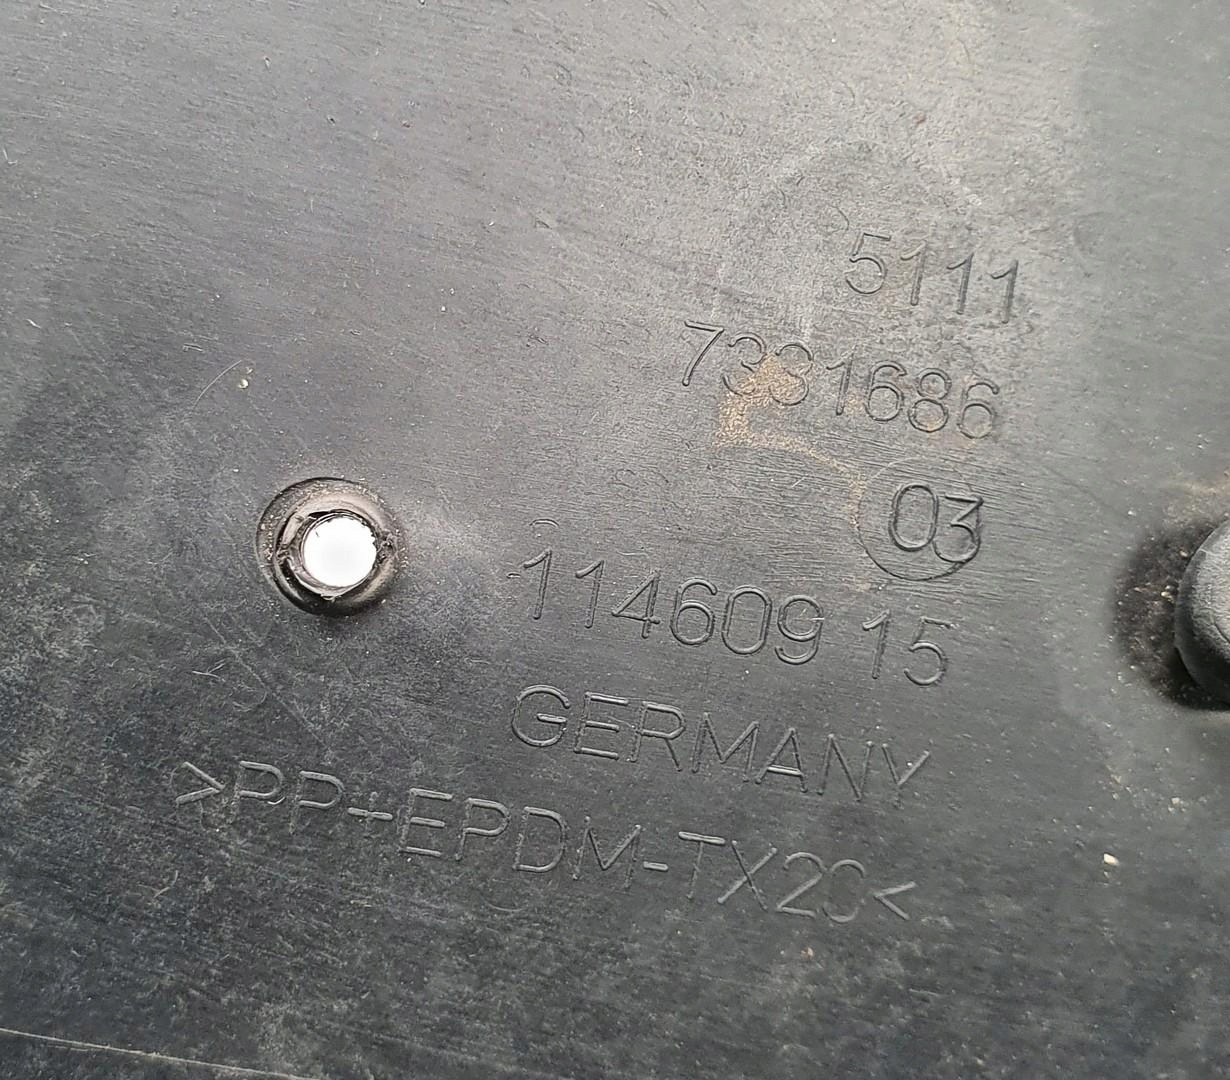 5111
7331686
03
114609 15
GERMANY
>PP+EPDM-TX20<